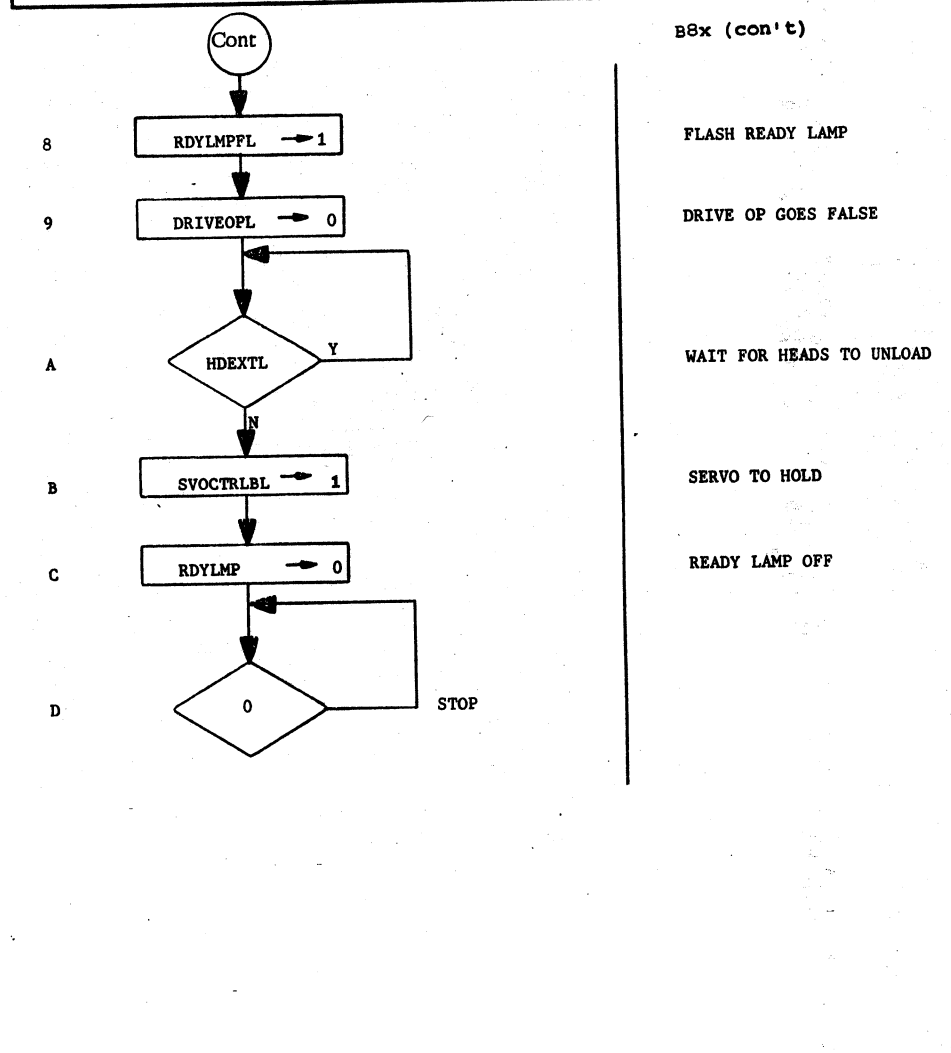 B8x (con't)
Cont
8 RDYLMPFL → 1 FLASH READY LAMP
9 DRIVEOPL → 0 DRIVE OP GOES FALSE
A HDEXTL Y WAIT FOR HEADS TO UNLOAD
N
B SVOCTRLBL → 1 SERVO TO HOLD
C RDYLMP → 0 READY LAMP OFF
D 0 STOP